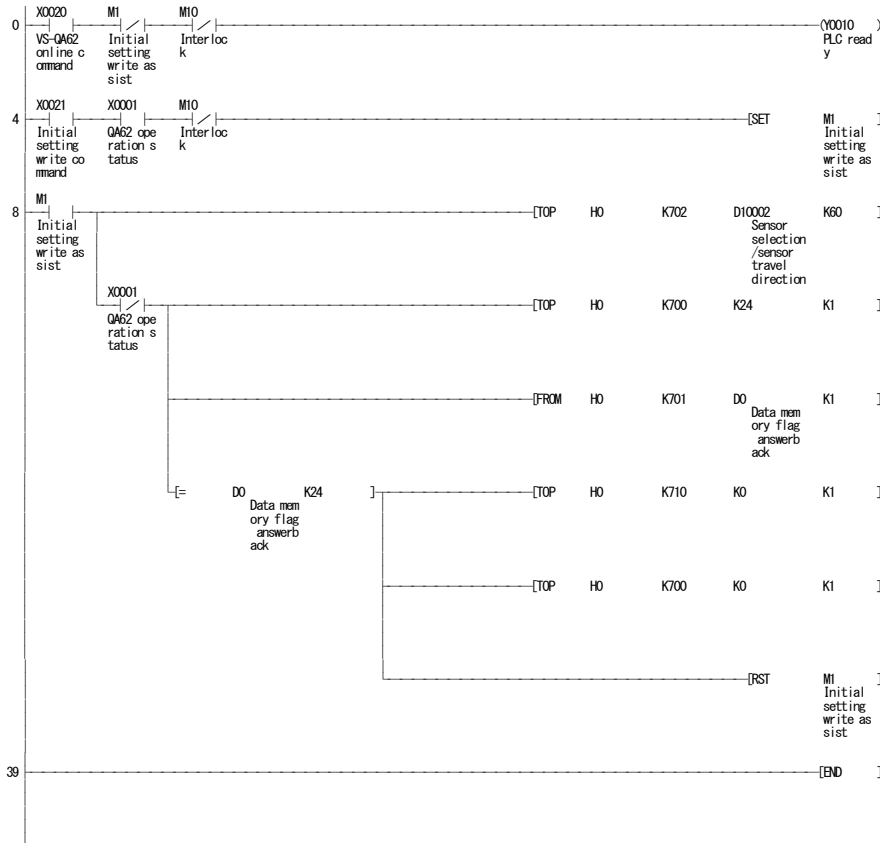 X0020 M1 M10
0 (Y0010 )
VS-QA62 Initial Interloc PLC read
online c setting k y
ommand write as
sist
X0021 X0001 M10
4 [SET M1 ]
Initial QA62 ope Interloc Initial
setting ration s k setting
write co tatus write as
mmand sist
M1
8 [TOP H0 K702 D10002 K60 ]
Initial Sensor
setting selection
write as /sensor
sist travel
direction
X0001
[TOP H0 K700 K24 K1 ]
QA62 ope
ration s
tatus
[FROM H0 K701 D0 K1 ]
Data mem
ory flag
answerb
ack
[= D0 K24 ] [TOP H0 K710 K0 K1 ]
Data mem
ory flag
answerb
ack
[TOP H0 K700 K0 K1 ]
[RST M1 ]
Initial
setting
write as
sist
39 [END ]